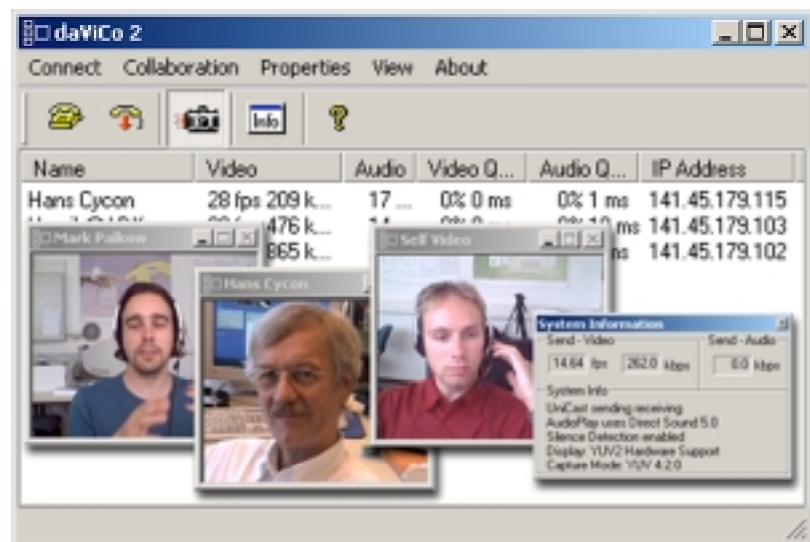 daViCo 2
Connect Collaboration Properties View About
Info
Name Video Audio Video Q... Audio Q... IP Address
Hans Cycon 28 fps 209 k... 17 ... 0% 0 ms 0% 1 ms 141.45.179.115
476 k... 141.45.179.103
865 k... 141.45.179.102
Mark Palkow
Hans Cycon
Self Video
System Information
Send - Video Send - Audio
14.64 fps 262.0 kbps 0.0 kbps
System Info
UniCast sending receiving
AudioPlay uses Direct Sound 5.0
Silence Detection enabled
Display: YUV2 Hardware Support
Capture Mode: YUV 4:2:0